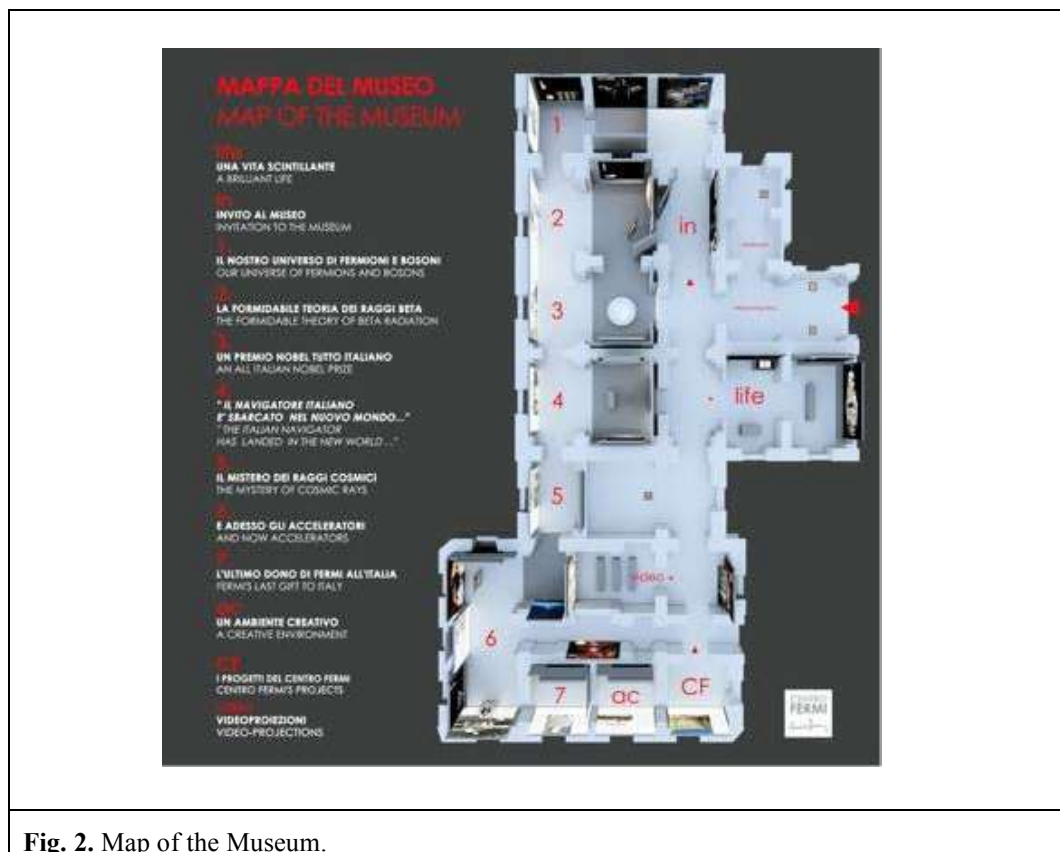 MAPPA DEL MUSEO
MAP OF THE MUSEUM
life
UNA VITA SCINTILLANTE
A BRILLIANT LIFE
in
INVITO AL MUSEO
INVITATION TO THE MUSEUM
1.
IL NOSTRO UNIVERSO DI FERMIONI E BOSONI
OUR UNIVERSE OF FERMIONS AND BOSONS
2.
LA FORMIDABILE TEORIA DEI RAGGI BETA
THE FORMIDABLE THEORY OF BETA RADIATION
3.
UN PREMIO NOBEL TUTTO ITALIANO
AN ALL ITALIAN NOBEL PRIZE
4.
" IL NAVIGATORE ITALIANO
E' SBARCATO NEL NUOVO MONDO..."
" THE ITALIAN NAVIGATOR
HAS LANDED IN THE NEW WORLD ..."
5.
IL MISTERO DEI RAGGI COSMICI
THE MYSTERY OF COSMIC RAYS
6.
E ADESSO GLI ACCELERATORI
AND NOW ACCELERATORS
7.
L'ULTIMO DONO DI FERMI ALL'ITALIA
FERMI'S LAST GIFT TO ITALY
ac
UN AMBIENTE CREATIVO
A CREATIVE ENVIRONMENT
CF
I PROGETTI DEL CENTRO FERMI
CENTRO FERMI'S PROJECTS
video
VIDEOPROIEZIONI
VIDEO-PROJECTIONS
1
2
in
3
4
life
5
video
6
7
ac
CF
CENTRO
FERMI
Fig. 2. Map of the Museum.